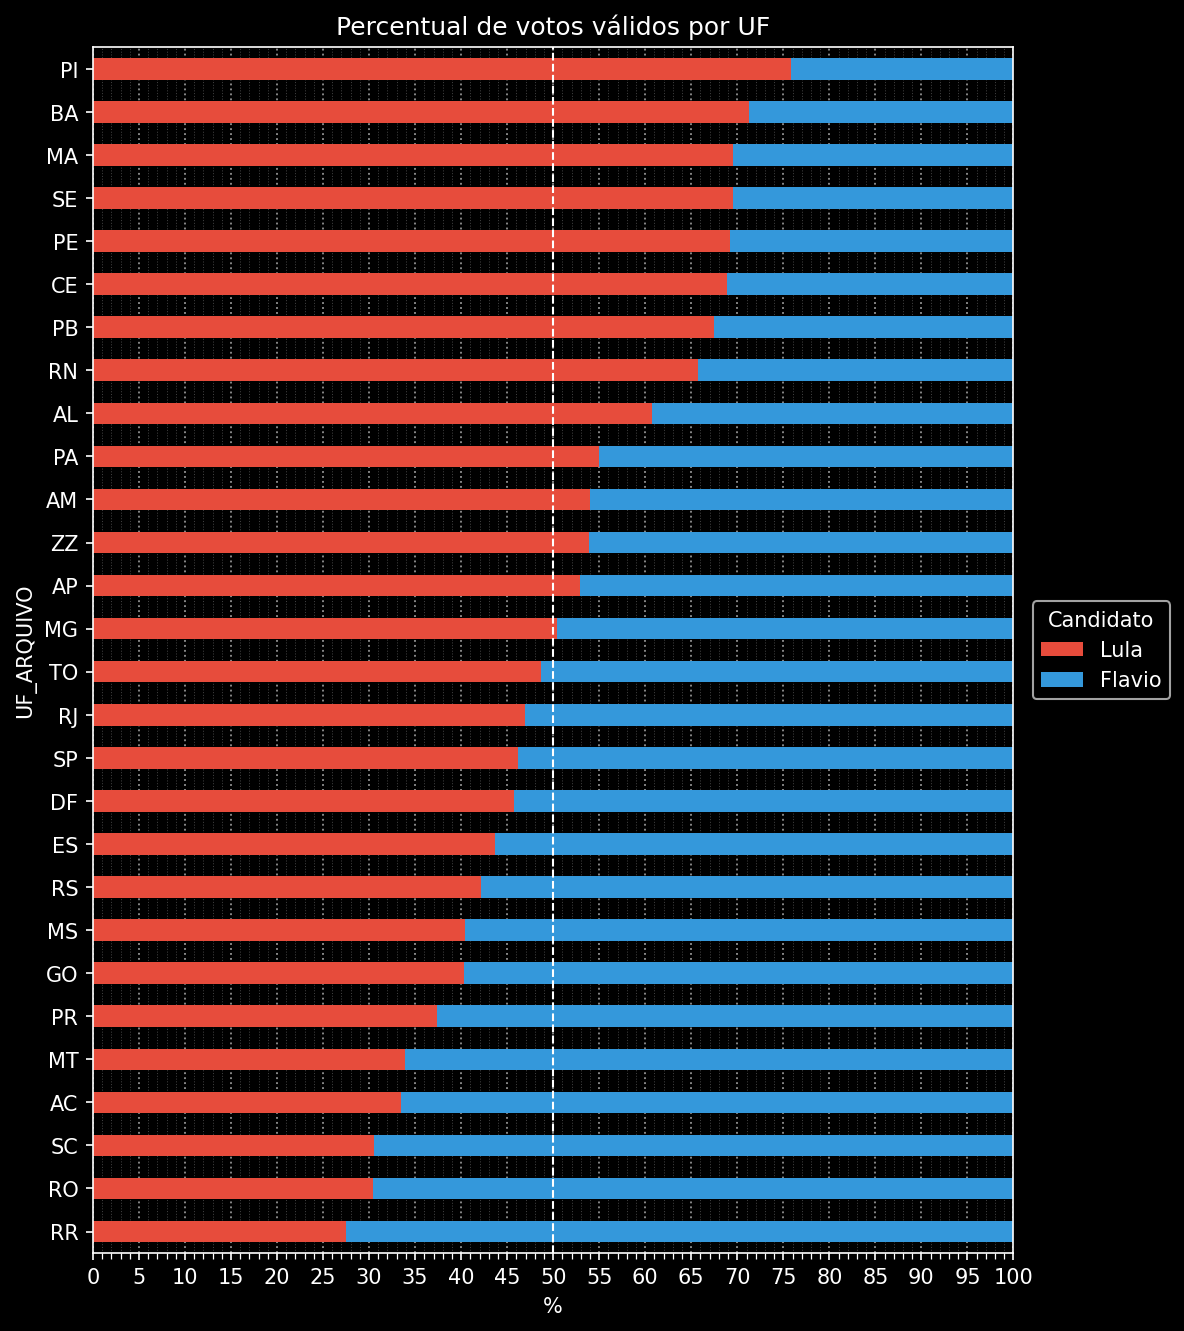 Percentual de votos válidos por UF
PI
BA
MA
SE
PE
CE
PB
RN
AL
PA
AM
ZZ
AP
MG
TO
RJ
SP
DF
ES
RS
MS
GO
PR
MT
AC
SC
RO
RR
UF_ARQUIVO
0 5 10 15 20 25 30 35 40 45 50 55 60 65 70 75 80 85 90 95 100
%
Candidato
Lula
Flavio